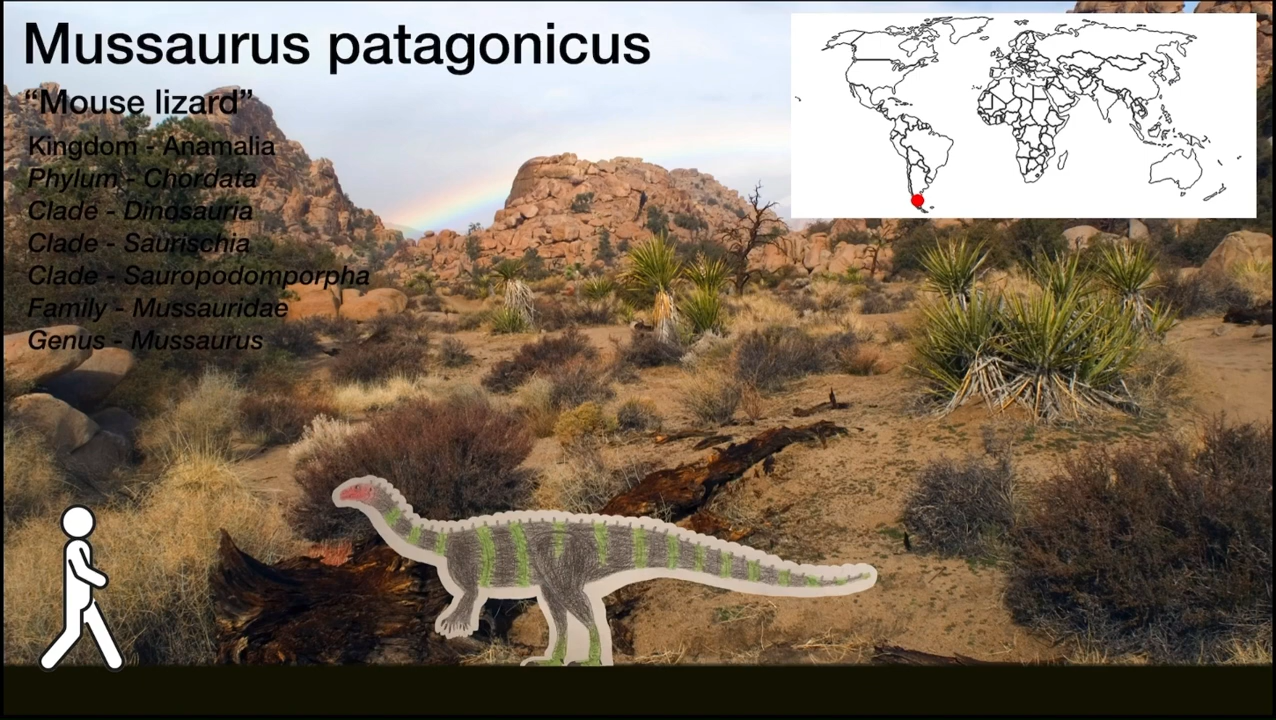 Mussaurus patagonicus
“Mouse lizard”
Kingdom - Anamalia
Phylum - Chordata
Clade - Dinosauria
Clade - Saurischia
Clade - Sauropodomporpha
Family - Mussauridae
Genus - Mussaurus